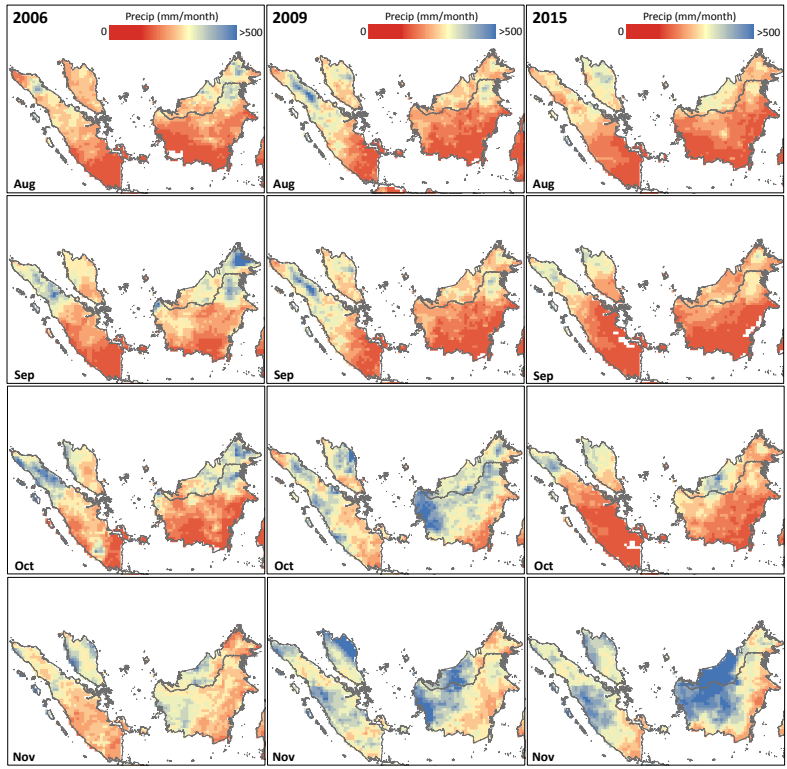 2006 Precip (mm/month)
0 >500
Aug
2009 Precip (mm/month)
0 >500
Aug
2015 Precip (mm/month)
0 >500
Aug
Sep
Sep
Sep
Oct
Oct
Oct
Nov
Nov
Nov